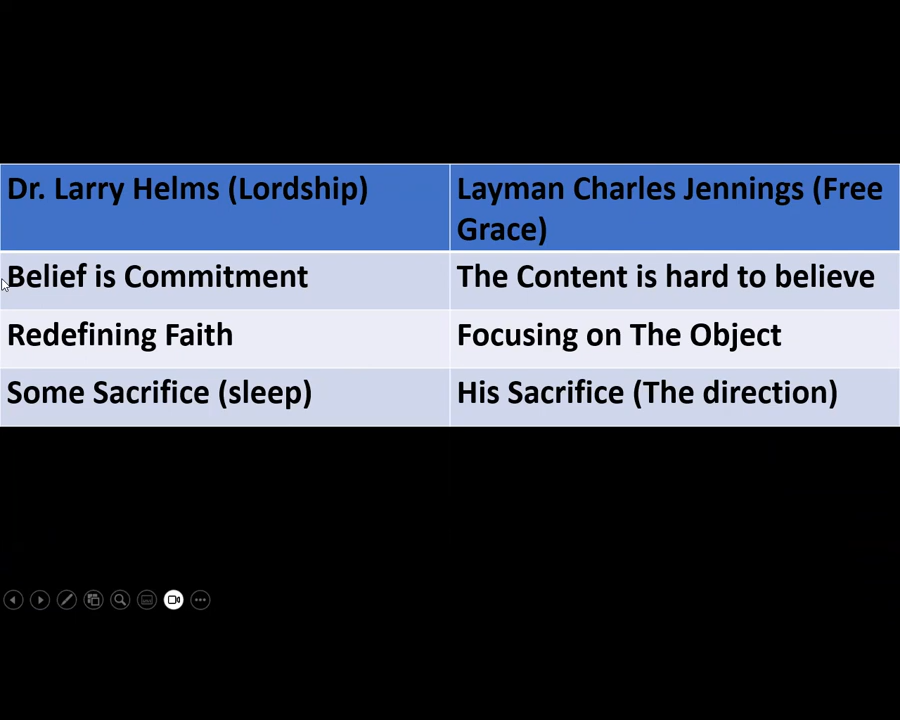 Dr. Larry Helms (Lordship)
Layman Charles Jennings (Free
Grace)
Belief is Commitment
The Content is hard to believe
Redefining Faith
Focusing on The Object
Some Sacrifice (sleep)
His Sacrifice (The direction)